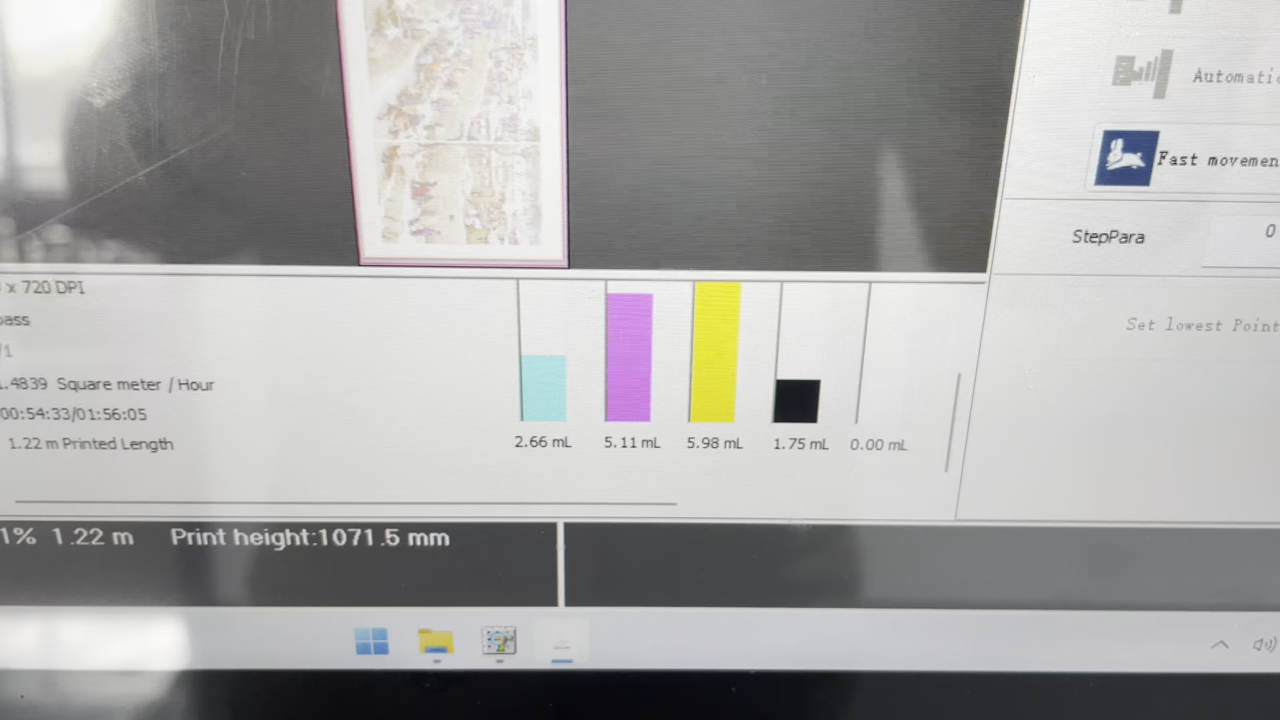 Automatic
Fast movemen
StepPara 0
x 720 DPI
pass
/1
.4839 Square meter / Hour
00:54:33/01:56:05
1.22 m Printed Length
2.66 mL 5.11 mL 5.98 mL 1.75 mL 0.00 mL
Set lowest Point
1% 1.22 m Print height:1071.5 mm